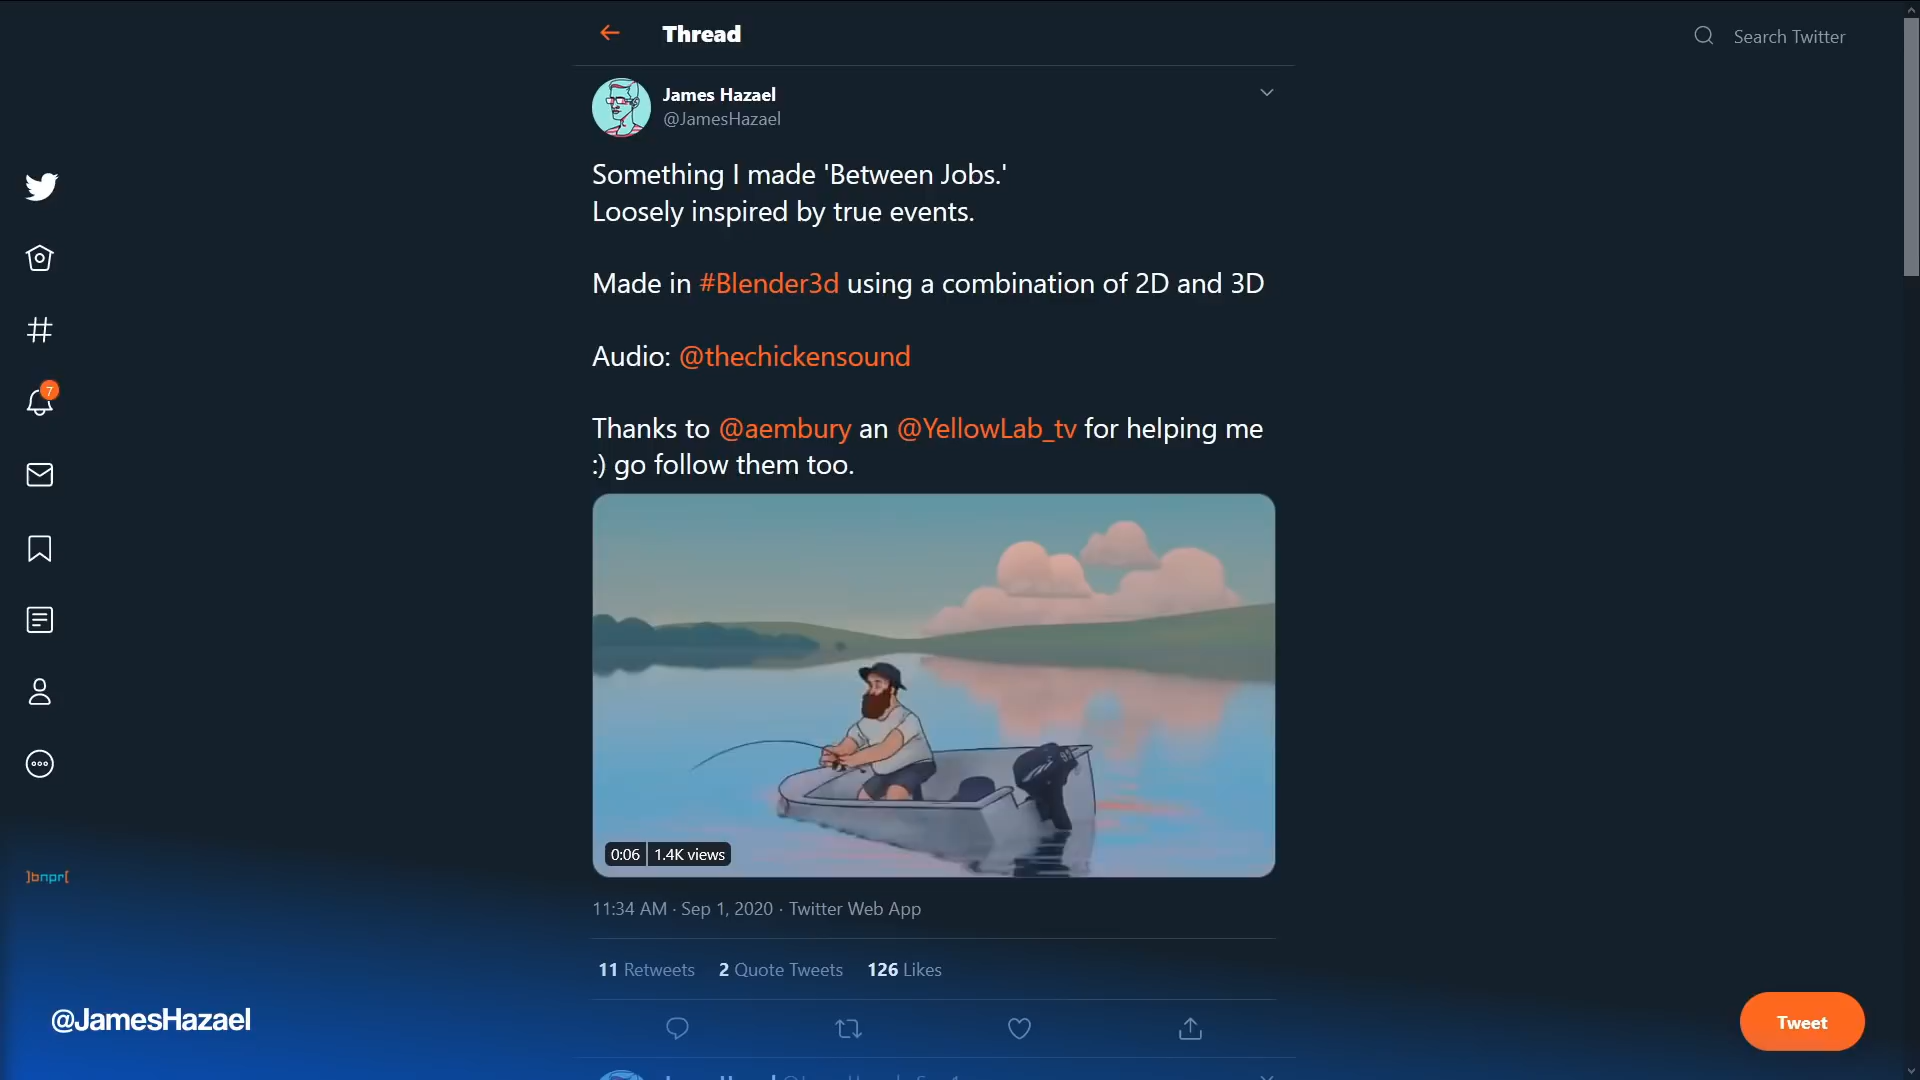 Thread
Search Twitter
James Hazael
@JamesHazael
Something I made 'Between Jobs.'
Loosely inspired by true events.
Made in #Blender3d using a combination of 2D and 3D
Audio: @thechickensound
Thanks to @aembury an @YellowLab_tv for helping me
:) go follow them too.
7
0:06 1.4K views
]bnpr[
11:34 AM · Sep 1, 2020 · Twitter Web App
11 Retweets 2 Quote Tweets 126 Likes
@JamesHazael
Tweet